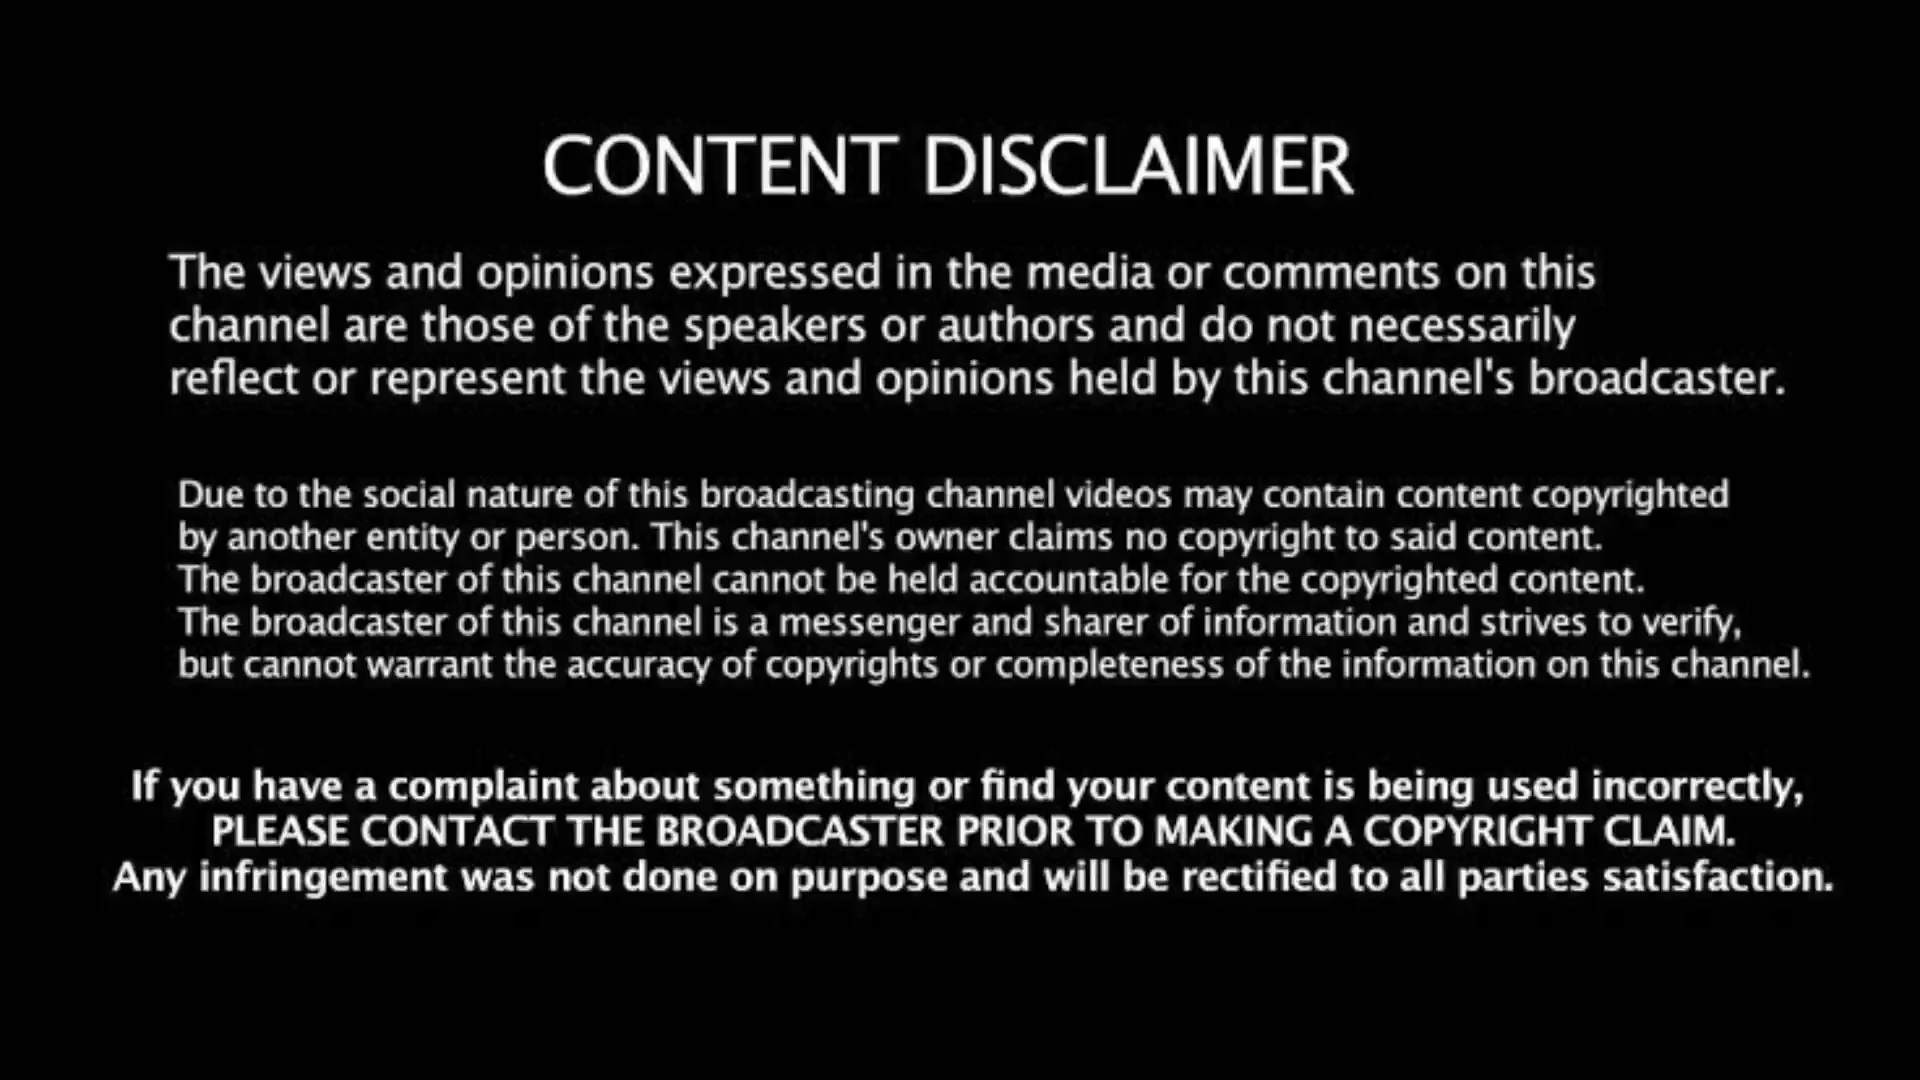 CONTENT DISCLAIMER
The views and opinions expressed in the media or comments on this
channel are those of the speakers or authors and do not necessarily
reflect or represent the views and opinions held by this channel's broadcaster.
Due to the social nature of this broadcasting channel videos may contain content copyrighted
by another entity or person. This channel's owner claims no copyright to said content.
The broadcaster of this channel cannot be held accountable for the copyrighted content.
The broadcaster of this channel is a messenger and sharer of information and strives to verify,
but cannot warrant the accuracy of copyrights or completeness of the information on this channel.
If you have a complaint about something or find your content is being used incorrectly,
PLEASE CONTACT THE BROADCASTER PRIOR TO MAKING A COPYRIGHT CLAIM.
Any infringement was not done on purpose and will be rectified to all parties satisfaction.